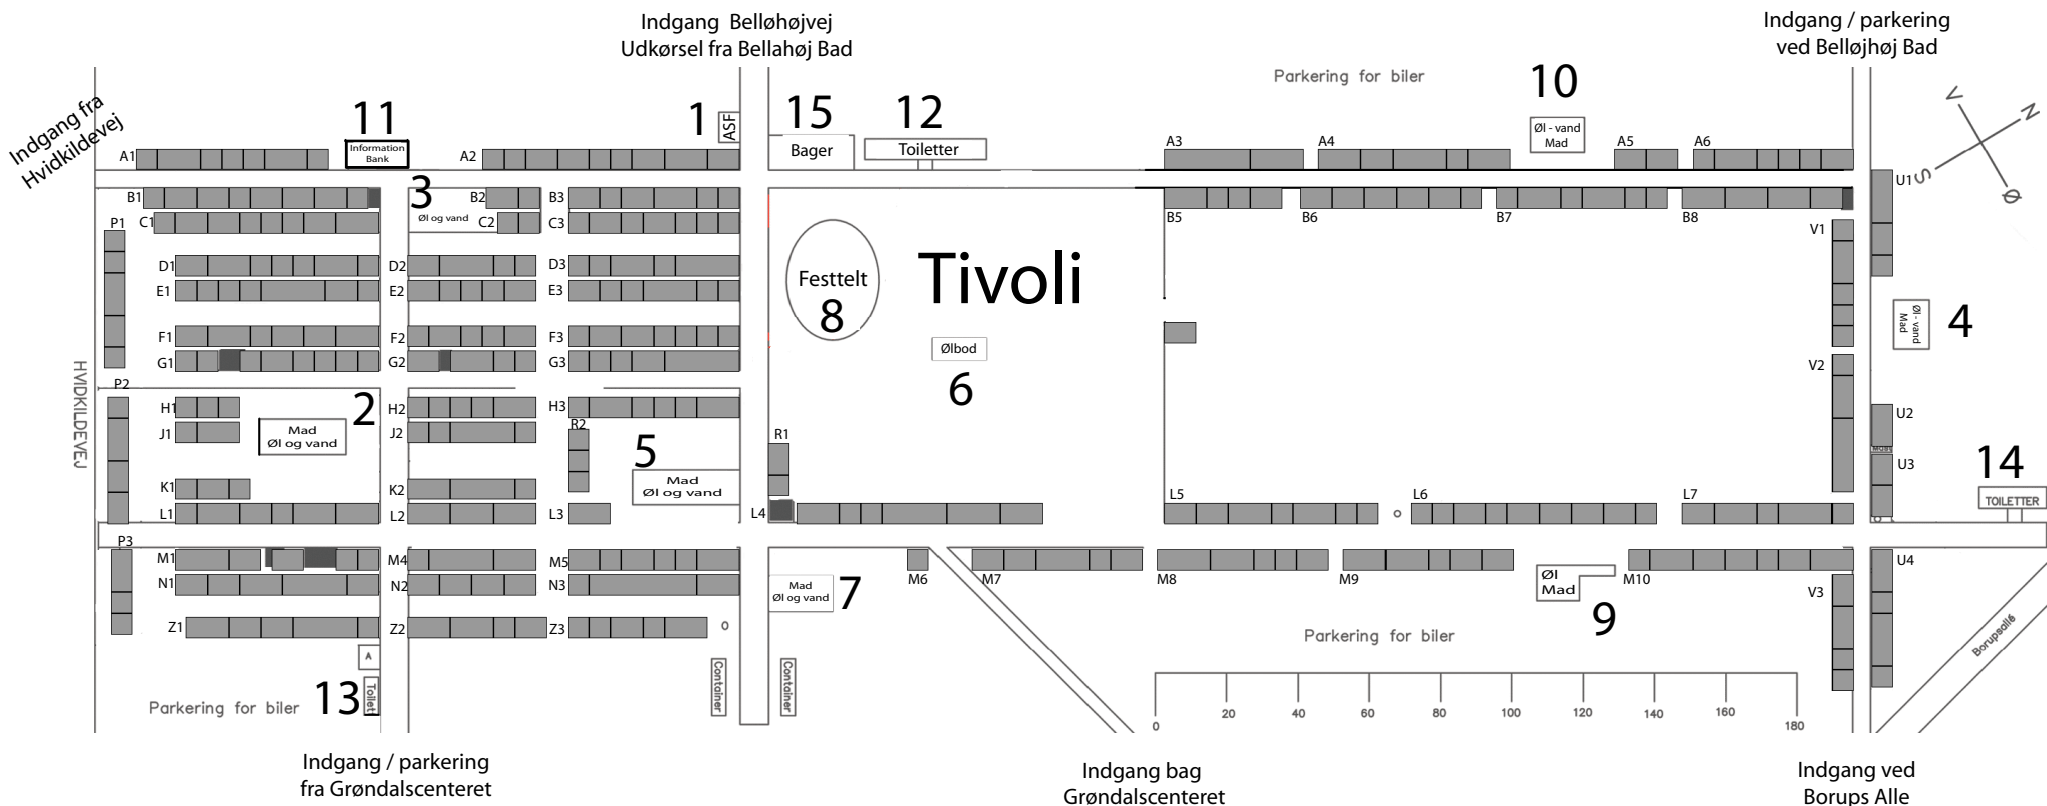 Indgang Belløhøjvej
Udkørsel fra Bellahøj Bad
Indgang / parkering
ved Belløjhøj Bad
Indgang fra
Hvidkildevej
Parkering for biler
10
11
1
ASF
15
12
Information
Bank
Bager
Toiletter
Øl - vand
Mad
A1
A2
A3
A4
A5
A6
V
N
S
Ø
U1
B1
3
B2
B3
Øl og vand
P1
C1
C2
C3
B5
B6
B7
B8
V1
D1
D2
D3
E1
E2
E3
Festtelt
8
Tivoli
Øl - vand
Mad
4
F1
F2
F3
G1
G2
G3
Ølbod
6
V2
HVIDKILDEVEJ
P2
H1
2
H2
H3
J1
Mad
Øl og vand
J2
R2
5
R1
U2
K1
K2
Mad
Øl og vand
U3
14
TOILETTER
L1
L2
L3
L4
L5
L6
L7
P3
M1
M4
M5
M6
M7
M8
M9
Øl
Mad
M10
U4
N1
N2
N3
Mad
Øl og vand
7
9
V3
Z1
Z2
Z3
Parkering for biler
Borupsallé
A
13
Toilet
Parkering for biler
Container
Container
0
20
40
60
80
100
120
140
160
180
Indgang / parkering
fra Grøndalscenteret
Indgang bag
Grøndalscenteret
Indgang ved
Borups Alle